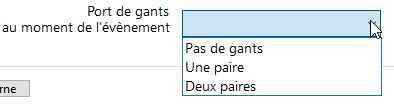 Port de gants
au moment de l'évènement
Pas de gants
Une paire
Deux paires
rne